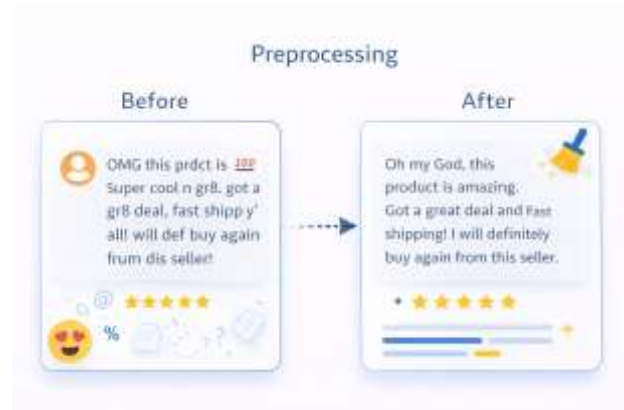 Preprocessing
Before
OMG this prdct is 100
Super cool n gr8. got a
gr8 deal, fast shipp y'
all! will def buy again
frum dis seller!
@
%
? ?
After
Oh my God, this
product is amazing.
Got a great deal and Fast
shipping! I will definitely
buy again from this seller.